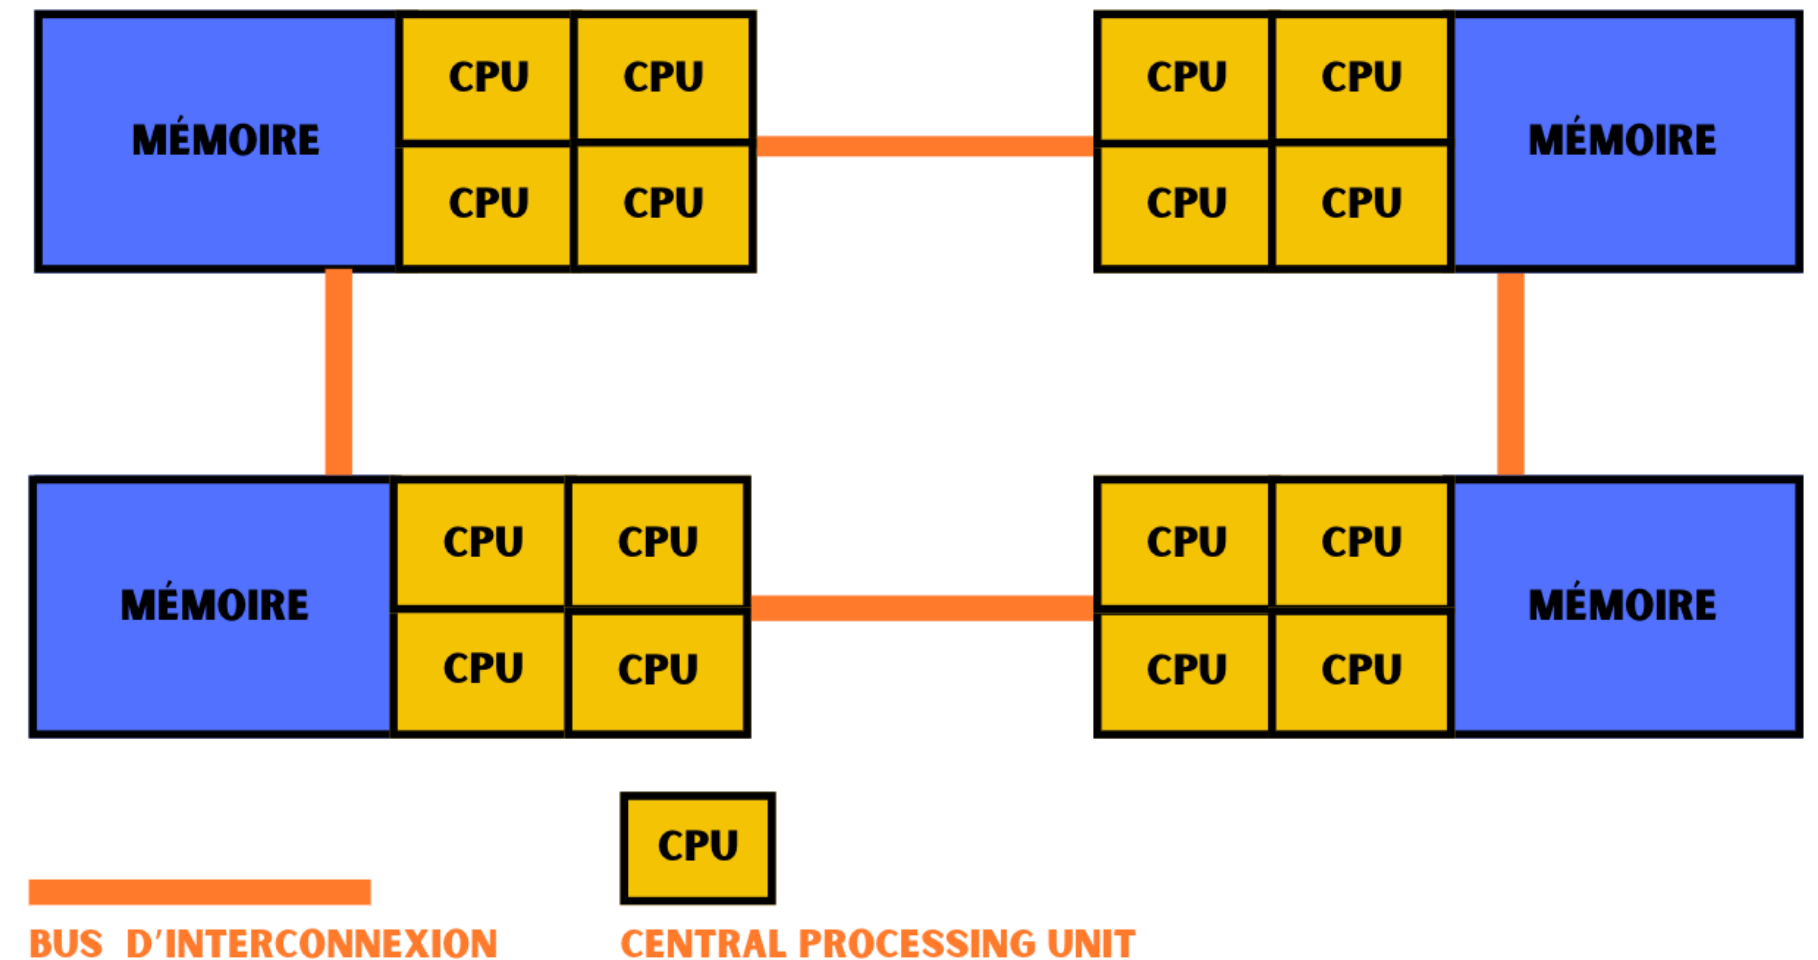 MÉMOIRE CPU CPU CPU CPU MÉMOIRE
CPU CPU CPU CPU
MÉMOIRE CPU CPU CPU CPU MÉMOIRE
CPU CPU CPU CPU
CPU
BUS D'INTERCONNEXION
CENTRAL PROCESSING UNIT